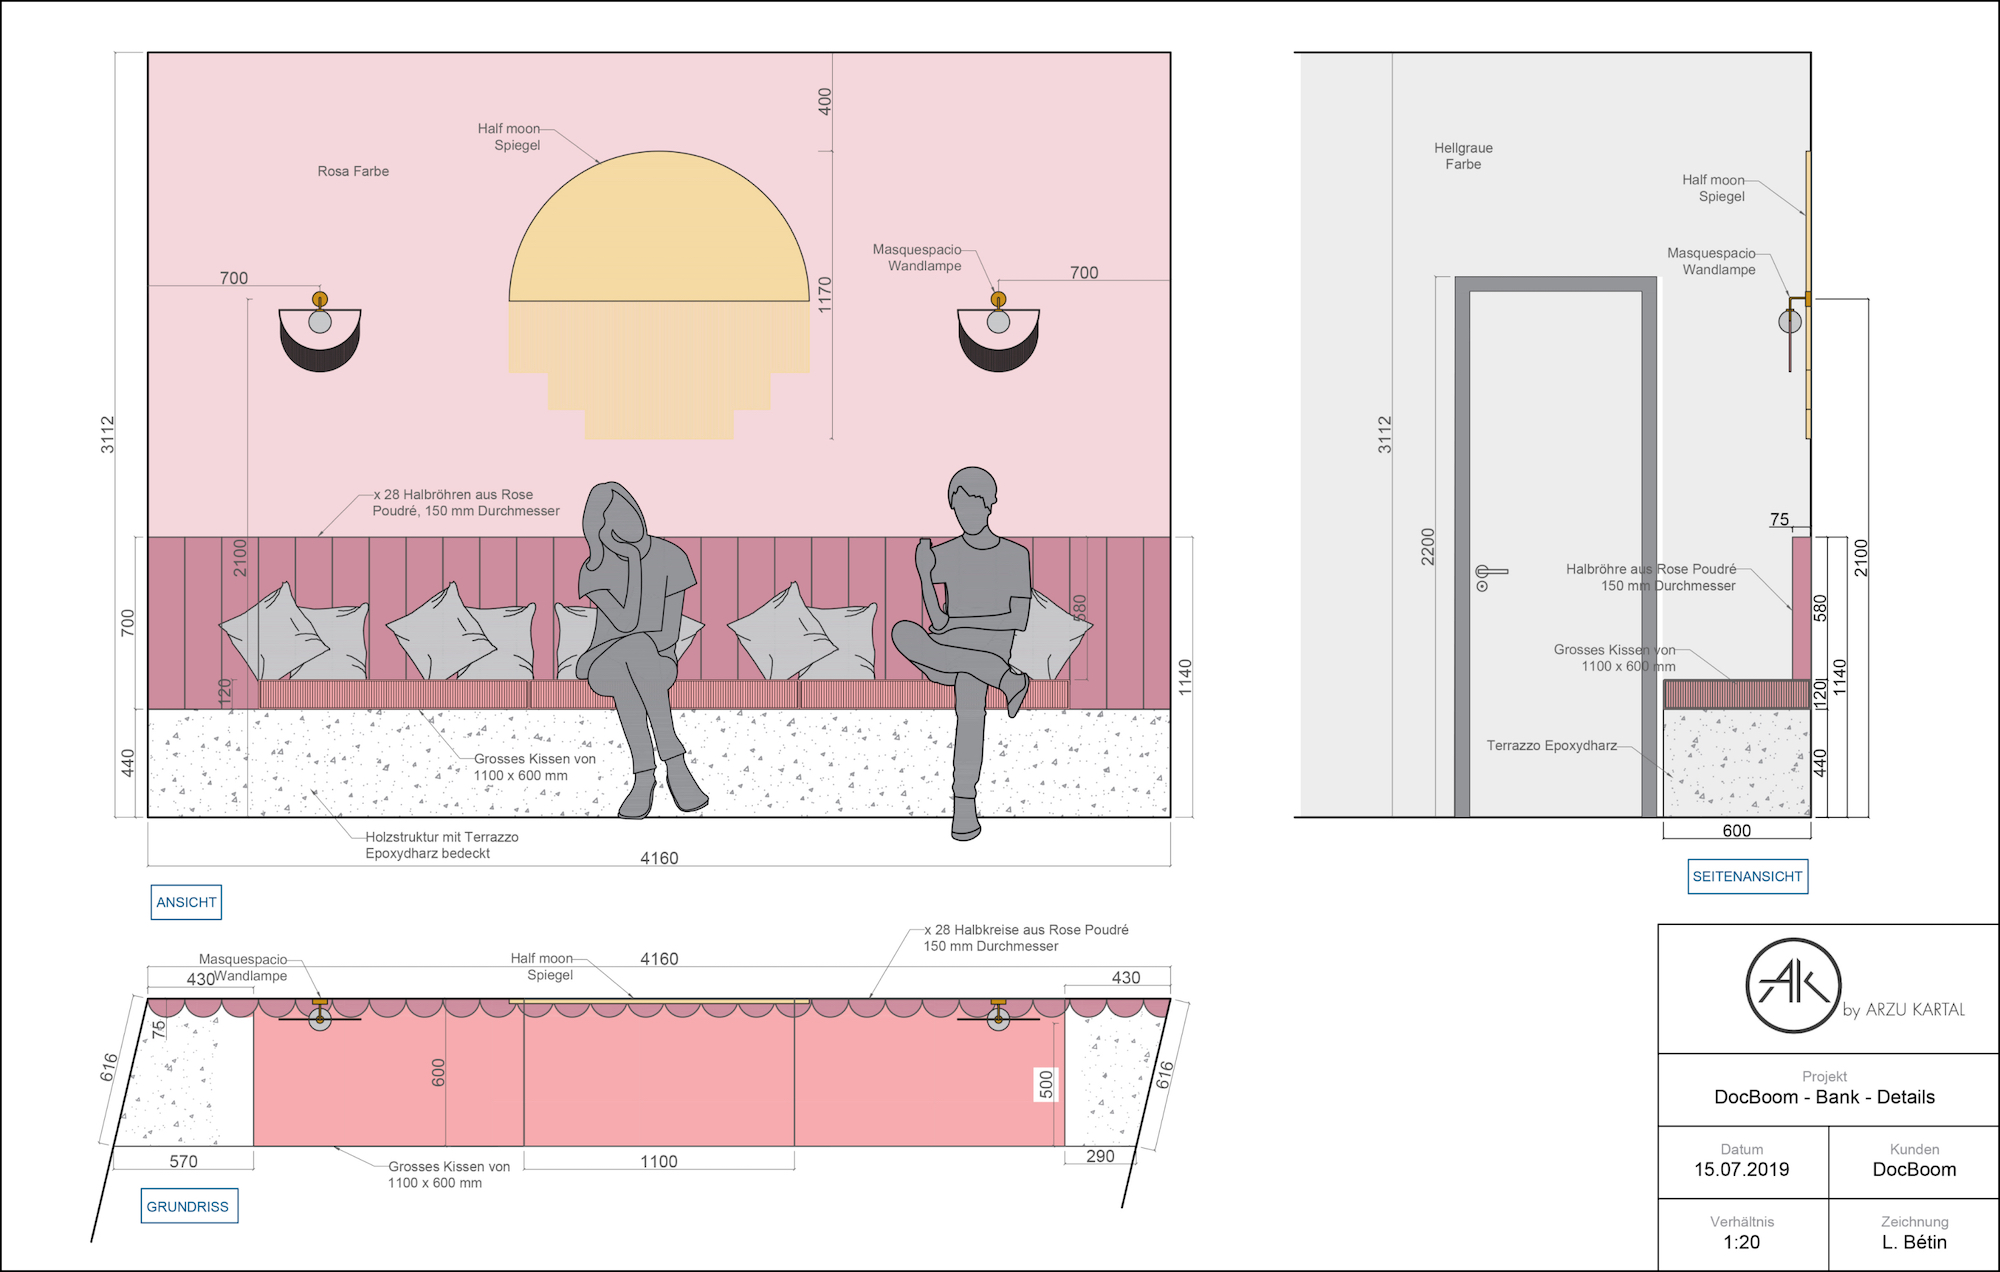 400
Half moon
Spiegel
Rosa Farbe
Masquespacio
Wandlampe
700
700
1170
3112
x 28 Halbröhren aus Rose
Poudré, 150 mm Durchmesser
2100
700
580
120
1140
440
Grosses Kissen von
1100 x 600 mm
Holzstruktur mit Terrazzo
Epoxydharz bedeckt
4160
ANSICHT
Hellgraue
Farbe
Half moon
Spiegel
Masquespacio
Wandlampe
3112
75
2200
2100
Halbröhre aus Rose Poudré
150 mm Durchmesser
580
Grosses Kissen von
1100 x 600 mm
120
1140
Terrazzo Epoxydharz
440
600
SEITENANSICHT
x 28 Halbkreise aus Rose Poudré
150 mm Durchmesser
Masquespacio
Wandlampe
Half moon
Spiegel
4160
430
430
75
616
600
500
616
570
1100
290
Grosses Kissen von
1100 x 600 mm
GRUNDRISS
AK
by ARZU KARTAL
Projekt
DocBoom - Bank - Details
Datum
15.07.2019
Kunden
DocBoom
Verhältnis
1:20
Zeichnung
L. Bétin